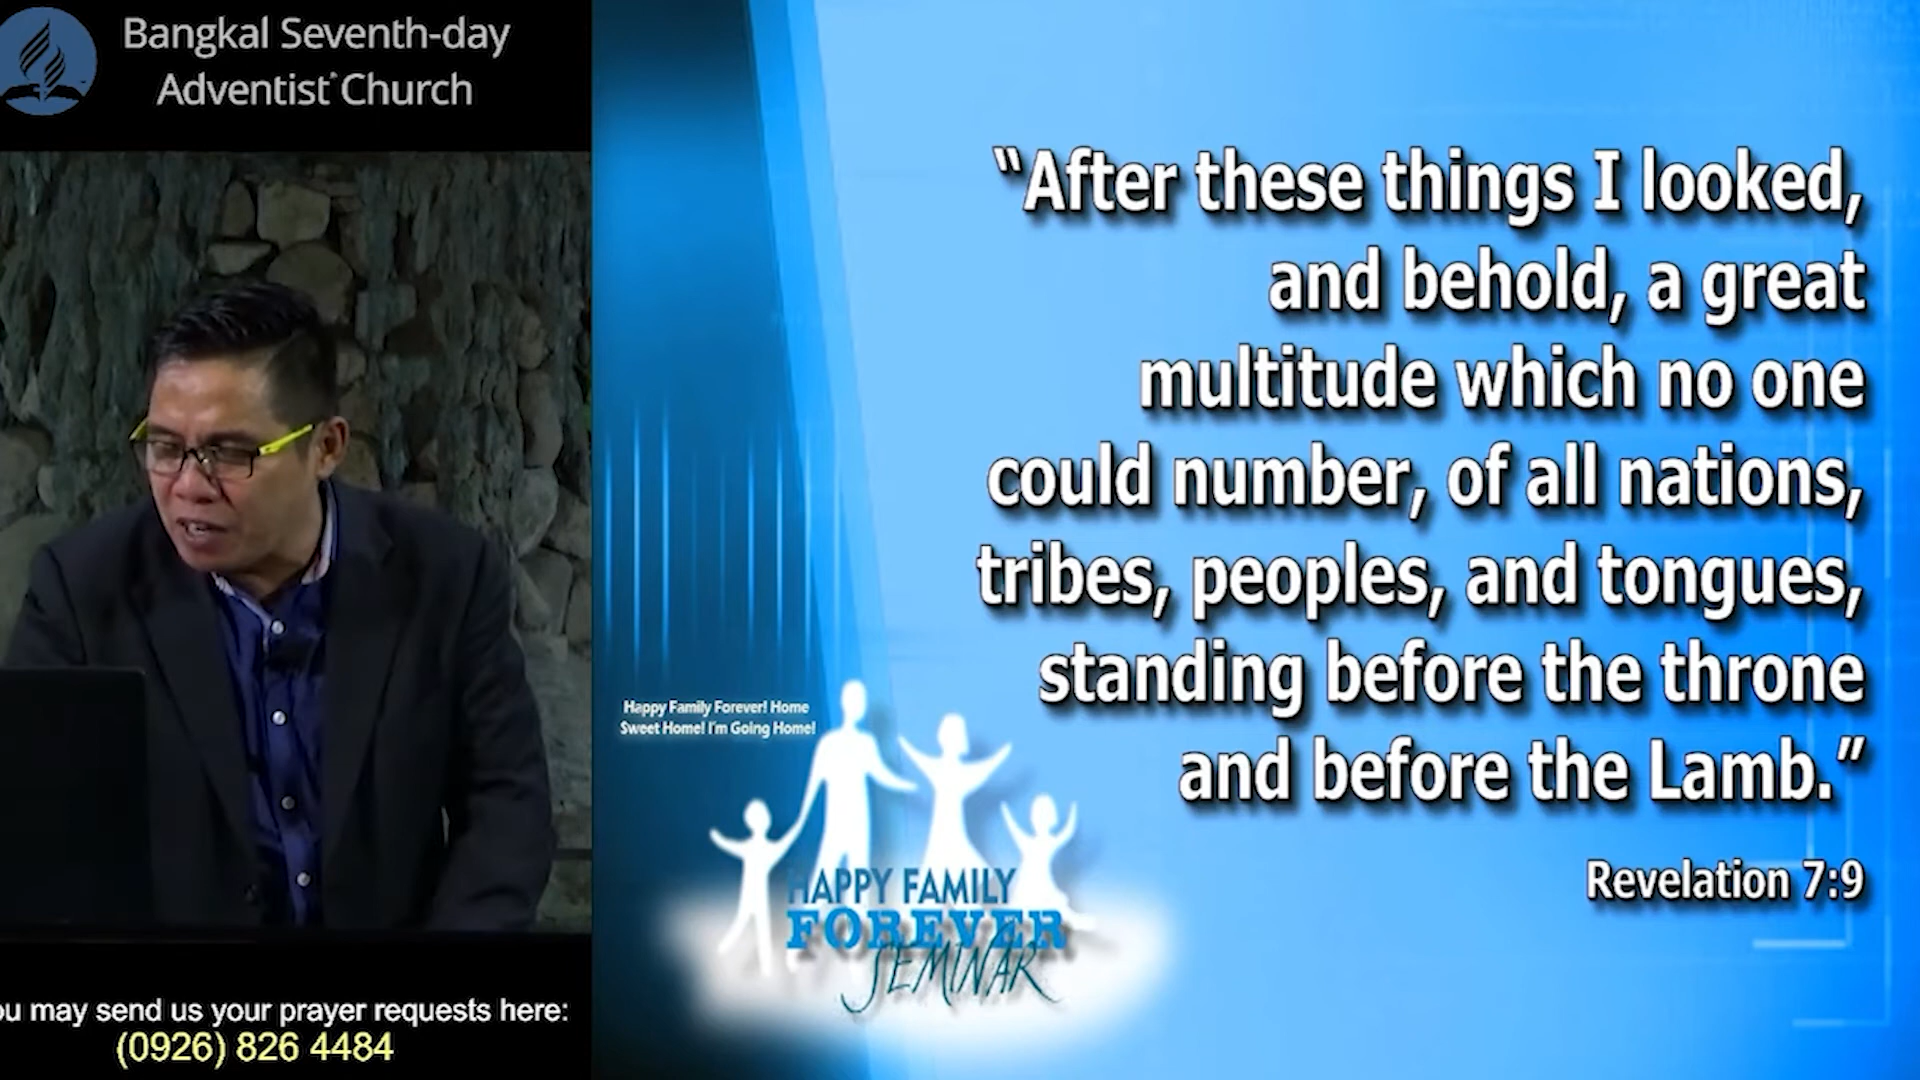 Bangkal Seventh-day
Adventist Church
“After these things I looked,
and behold, a great
multitude which no one
could number, of all nations,
tribes, peoples, and tongues,
standing before the throne
and before the Lamb.”
Revelation 7:9
Happy Family Forever! Home
Sweet Home! I'm Going Home!
HAPPY FAMILY
FOREVER
SEMINAR
ou may send us your prayer requests here:
(0926) 826 4484